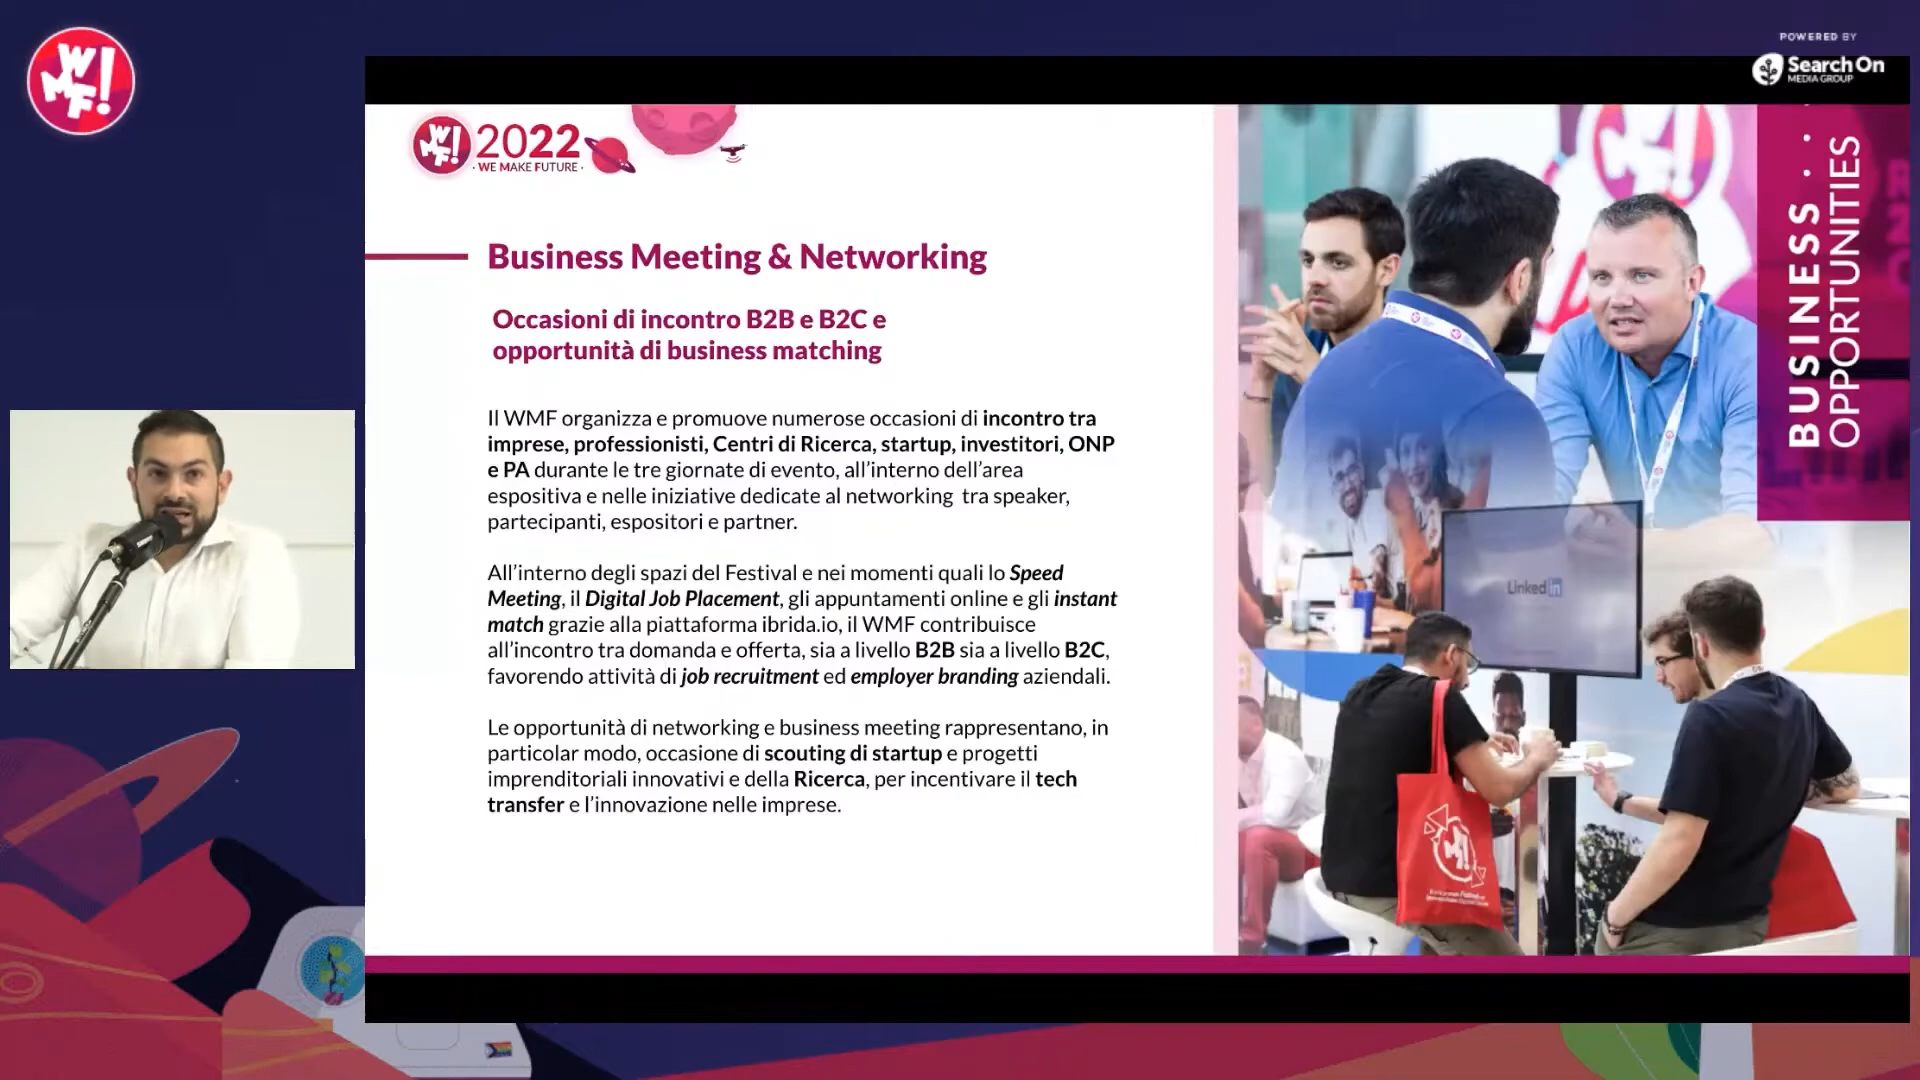 WMF!
POWERED BY
Search On
MEDIA GROUP
WMF! 2022
· WE MAKE FUTURE ·
Business Meeting & Networking
Occasioni di incontro B2B e B2C e
opportunità di business matching
Il WMF organizza e promuove numerose occasioni di incontro tra
imprese, professionisti, Centri di Ricerca, startup, investitori, ONP
e PA durante le tre giornate di evento, all’interno dell’area
espositiva e nelle iniziative dedicate al networking tra speaker,
partecipanti, espositori e partner.
All’interno degli spazi del Festival e nei momenti quali lo Speed
Meeting, il Digital Job Placement, gli appuntamenti online e gli instant
match grazie alla piattaforma ibrida.io, il WMF contribuisce
all’incontro tra domanda e offerta, sia a livello B2B sia a livello B2C,
favorendo attività di job recruitment ed employer branding aziendali.
Le opportunità di networking e business meeting rappresentano, in
particolar modo, occasione di scouting di startup e progetti
imprenditoriali innovativi e della Ricerca, per incentivare il tech
transfer e l’innovazione nelle imprese.
BUSINESS
OPPORTUNITIES
LinkedIn
WMF!